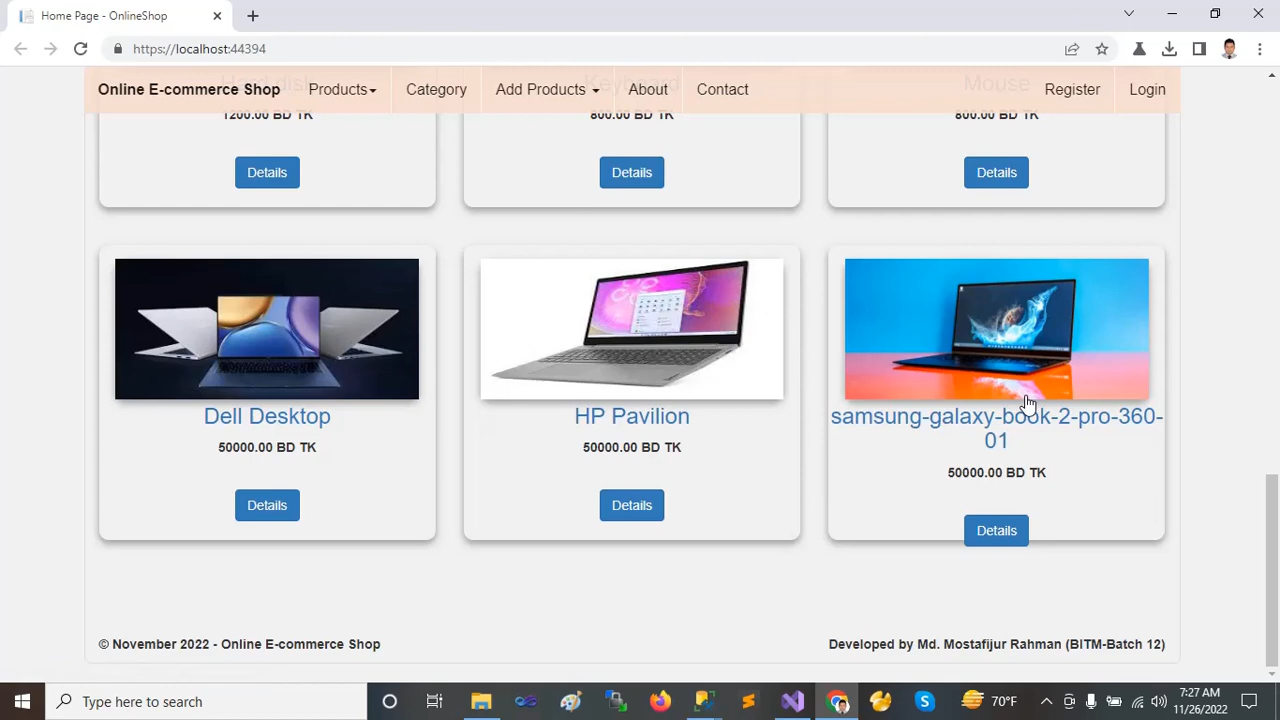 Home Page - OnlineShop
https://localhost:44394
Hard disk
Keyboard
Mouse
Online E-commerce Shop Products Category Add Products About Contact Register Login
1200.00 BD TK
800.00 BD TK
800.00 BD TK
Details
Details
Details
Dell Desktop
HP Pavilion
samsung-galaxy-book-2-pro-360-
01
50000.00 BD TK
50000.00 BD TK
50000.00 BD TK
Details
Details
Details
© November 2022 - Online E-commerce Shop
Developed by Md. Mostafijur Rahman (BITM-Batch 12)
Type here to search
70°F
7:27 AM
11/26/2022